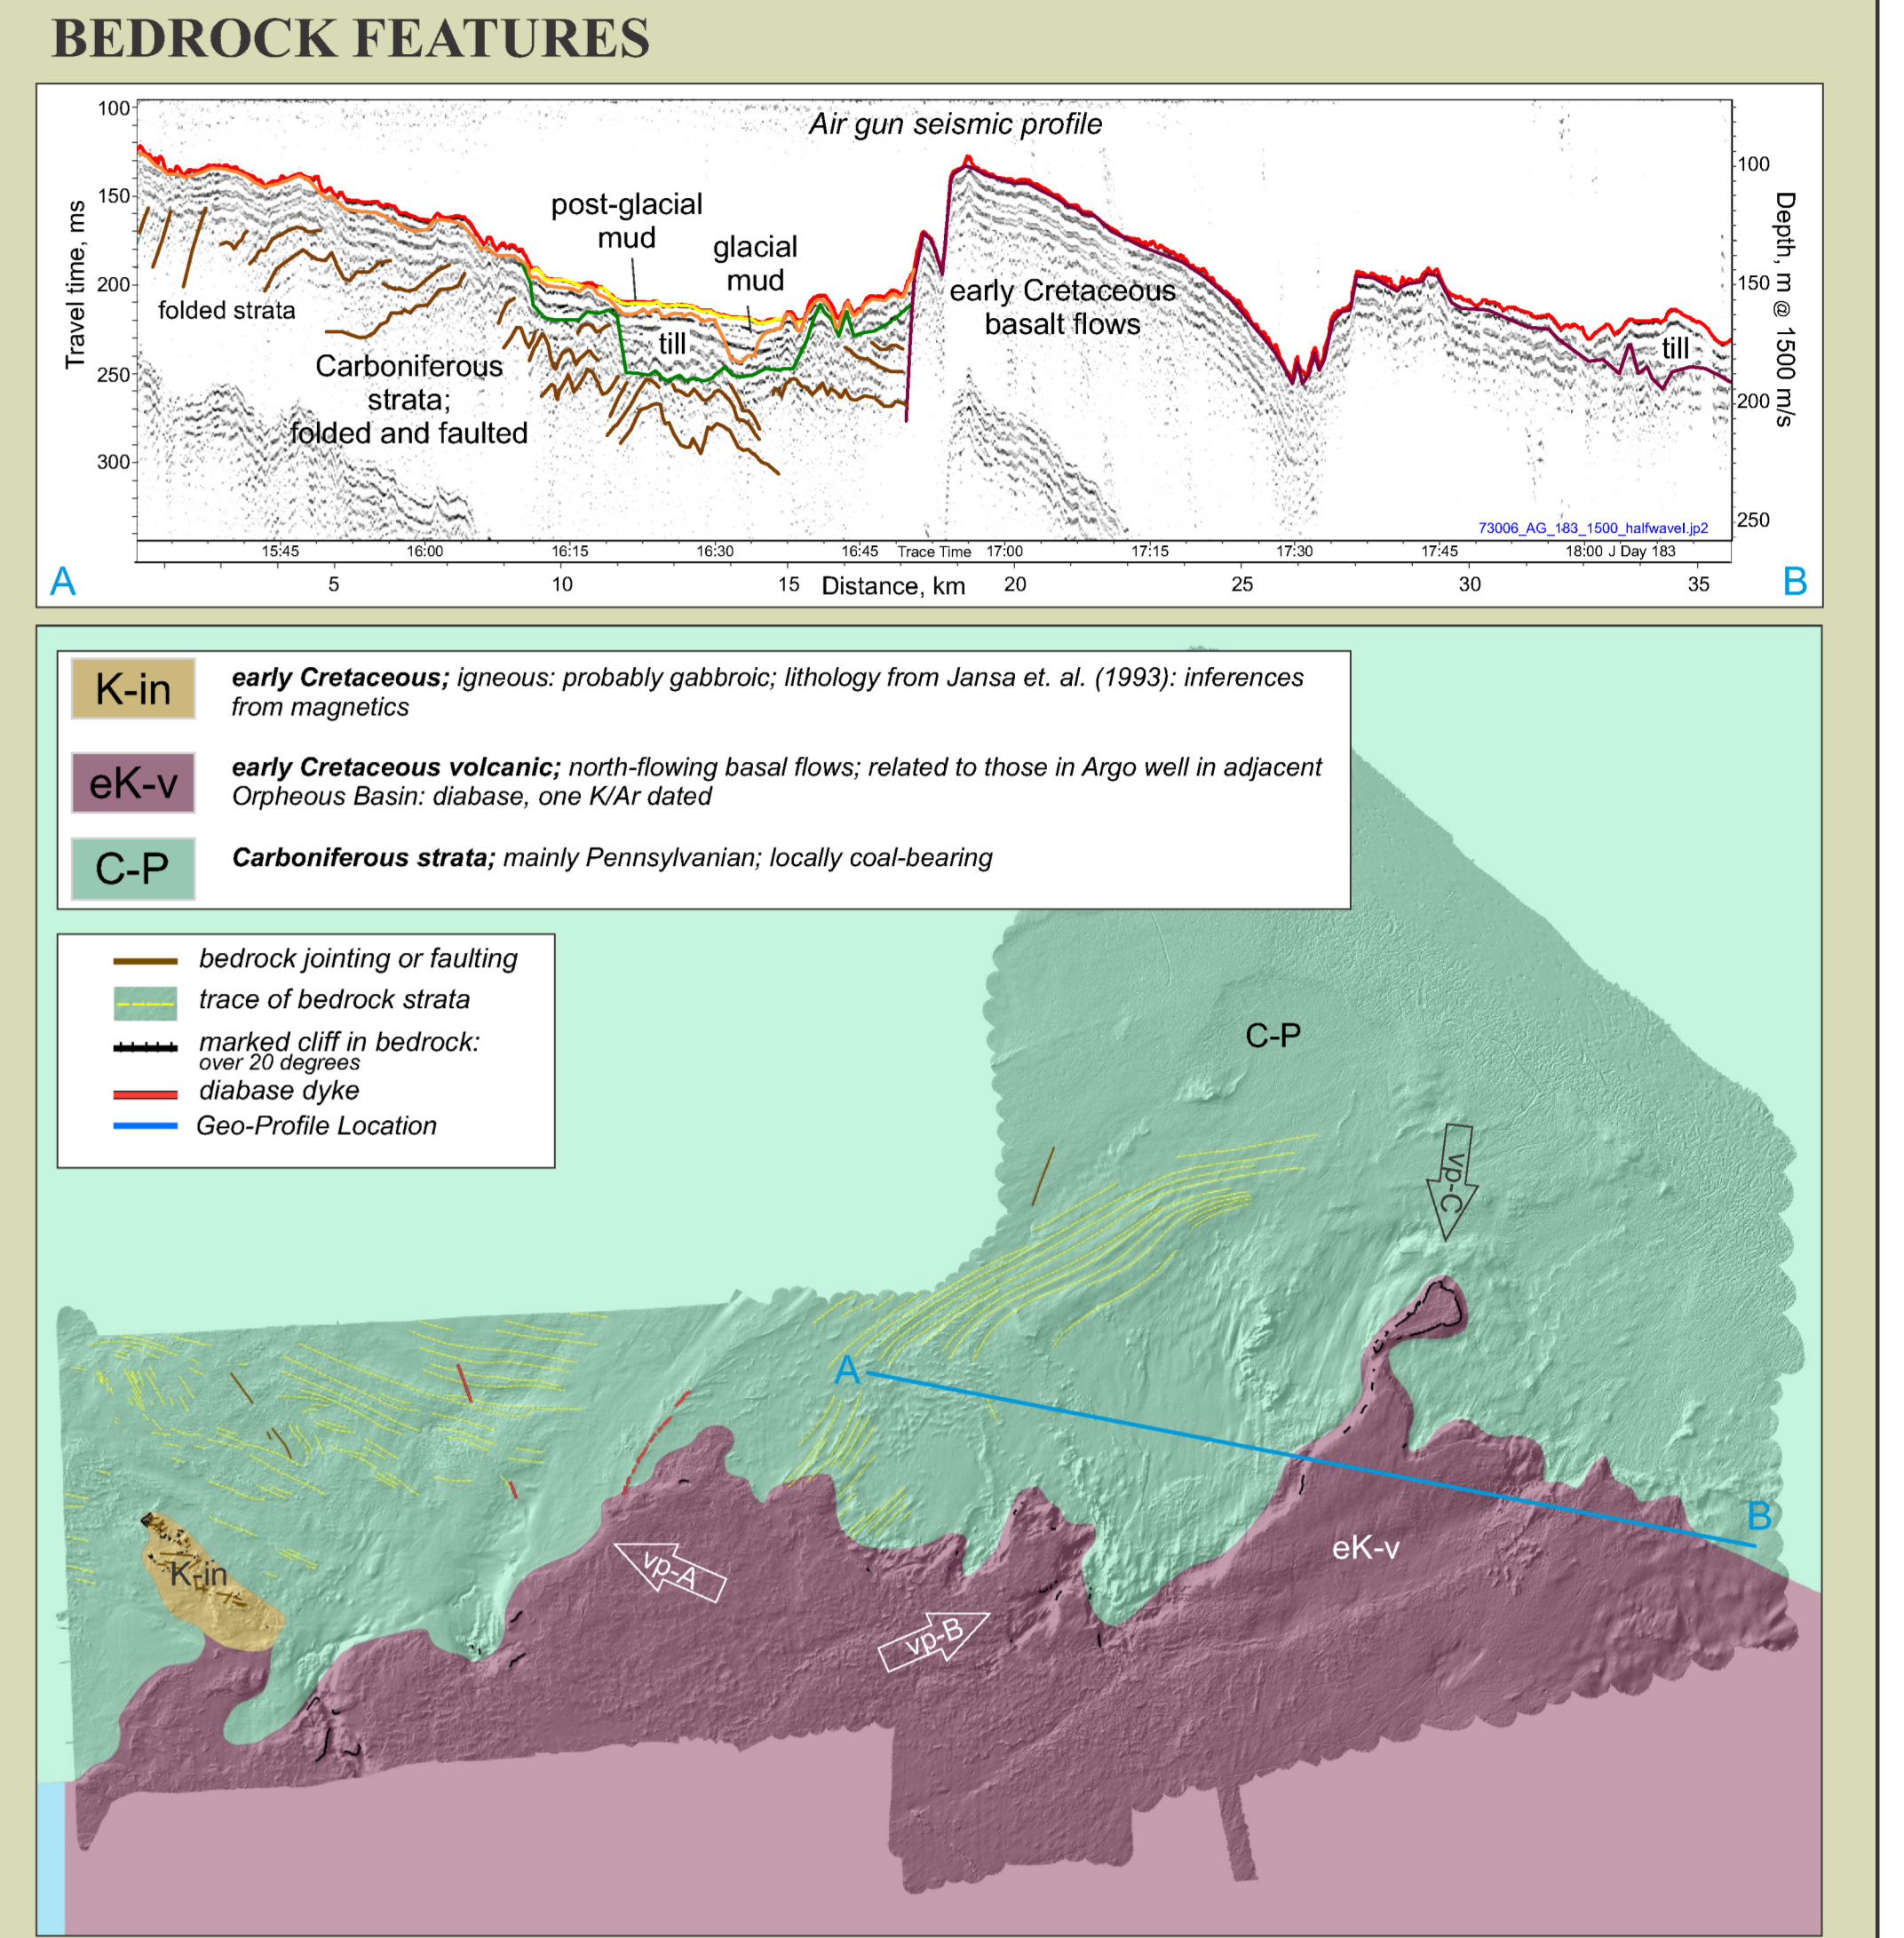 BEDROCK FEATURES
Air gun seismic profile
100
150
200
250
300
Travel time, ms
100
150
200
250
Depth, m @ 1500 m/s
post-glacial
mud
glacial
mud
folded strata
till
Carboniferous
strata;
folded and faulted
early Cretaceous
basalt flows
till
73006_AG_183_1500_halfwavel.jp2
15:45 16:00 16:15 16:30 16:45 Trace Time 17:00 17:15 17:30 17:45 18:00 J Day 183
A 5 10 15 Distance, km 20 25 30 35 B
K-in
early Cretaceous; igneous: probably gabbroic; lithology from Jansa et. al. (1993): inferences
from magnetics
eK-v
early Cretaceous volcanic; north-flowing basal flows; related to those in Argo well in adjacent
Orpheous Basin: diabase, one K/Ar dated
C-P
Carboniferous strata; mainly Pennsylvanian; locally coal-bearing
bedrock jointing or faulting
trace of bedrock strata
marked cliff in bedrock:
over 20 degrees
diabase dyke
Geo-Profile Location
C-P
vp-C
A
B
eK-v
K-in
vp-A
vp-B